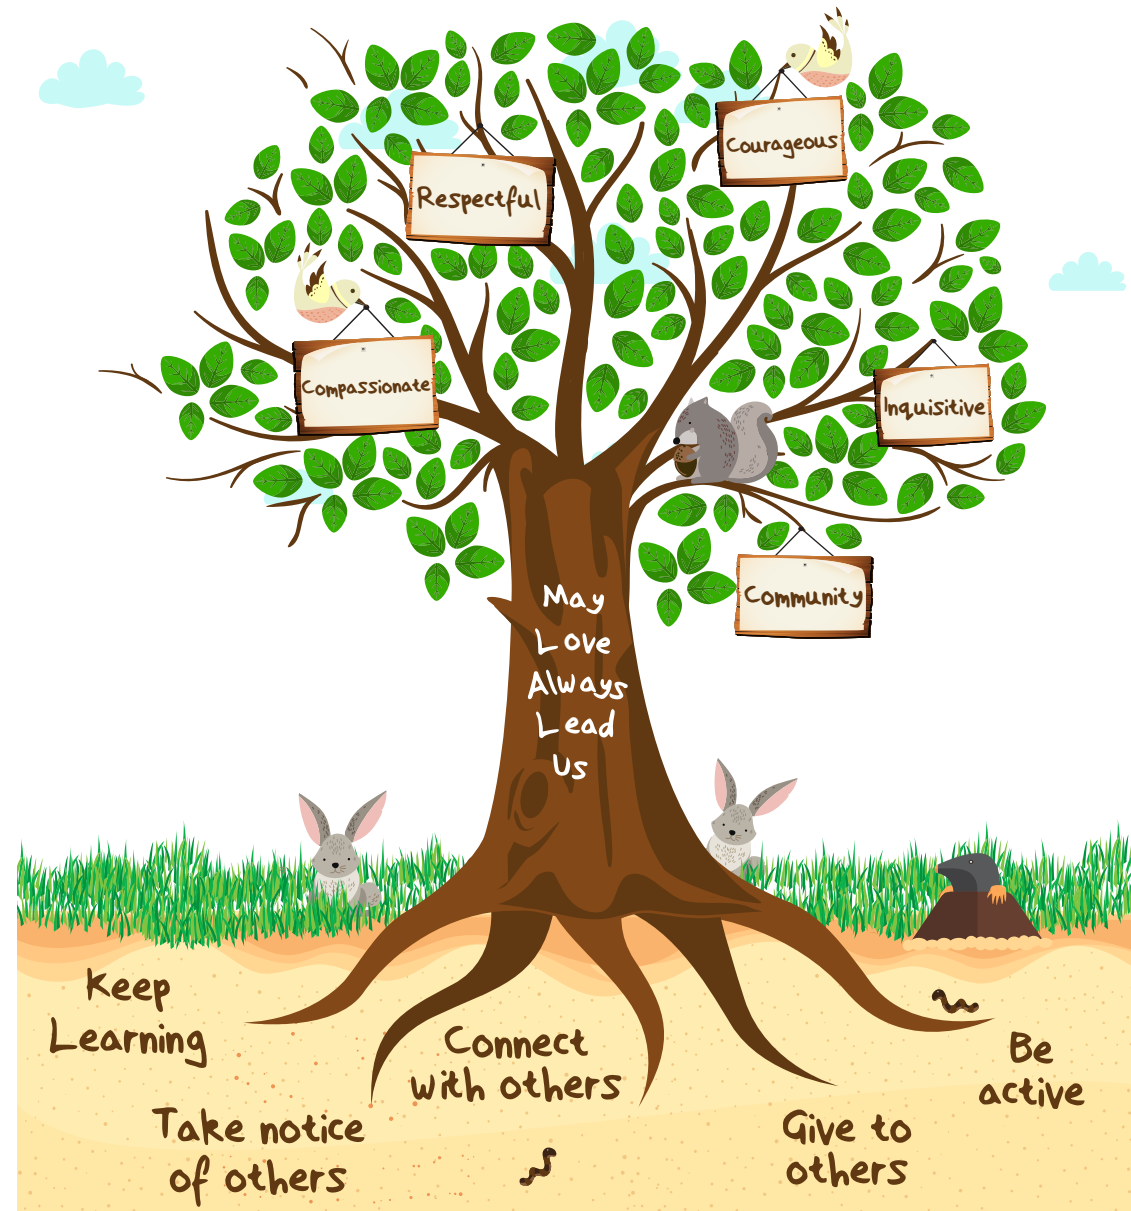 Courageous
Respectful
Compassionate
Inquisitive
Community
May
Love
Always
Lead
Us
Keep
Learning
Connect
with others
Be
active
Take notice
of others
Give to
others